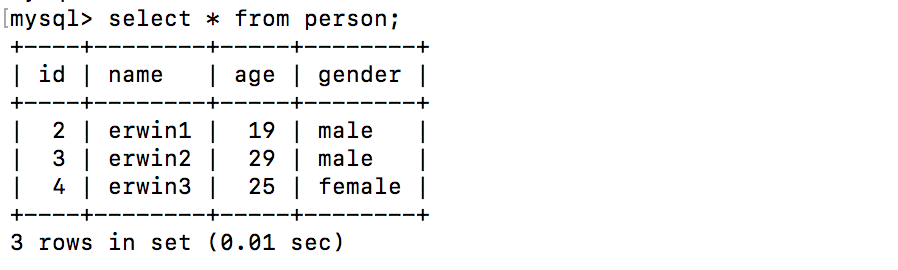 [mysql> select * from person;
+----+--------+-----+--------+
| id | name   | age | gender |
+----+--------+-----+--------+
|  2 | erwin1 |  19 | male   |
|  3 | erwin2 |  29 | male   |
|  4 | erwin3 |  25 | female |
+----+--------+-----+--------+
3 rows in set (0.01 sec)